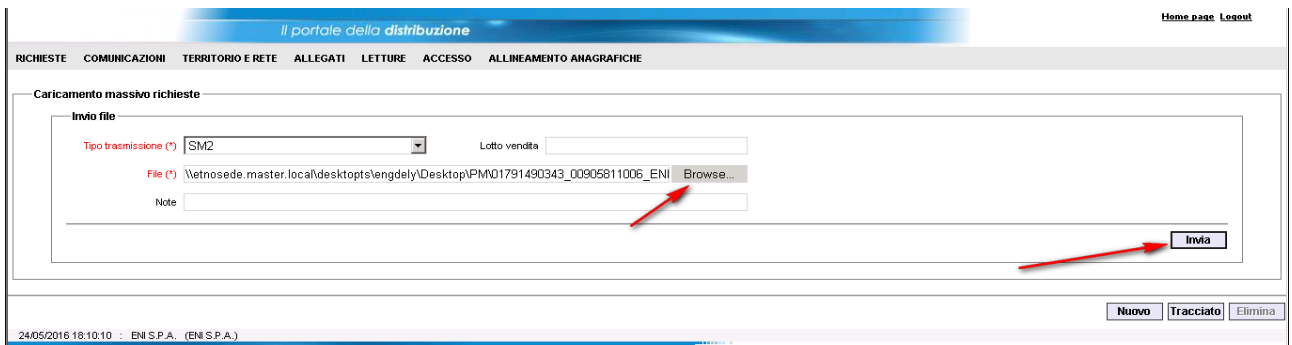 Home page Logout
Il portale della distribuzione
RICHIESTE COMUNICAZIONI TERRITORIO E RETE ALLEGATI LETTURE ACCESSO ALLINEAMENTO ANAGRAFICHE
Caricamento massivo richieste
Invio file
Tipo trasmissione (*) SM2 Lotto vendita
File (*) \\etnosede.master.local\desktopts\engdely\Desktop\PM\01791490343_00905811006_ENI Browse...
Note
Invia
Nuovo Tracciato Elimina
24/05/2016 18:10:10 : ENI S.P.A. (ENI S.P.A.)